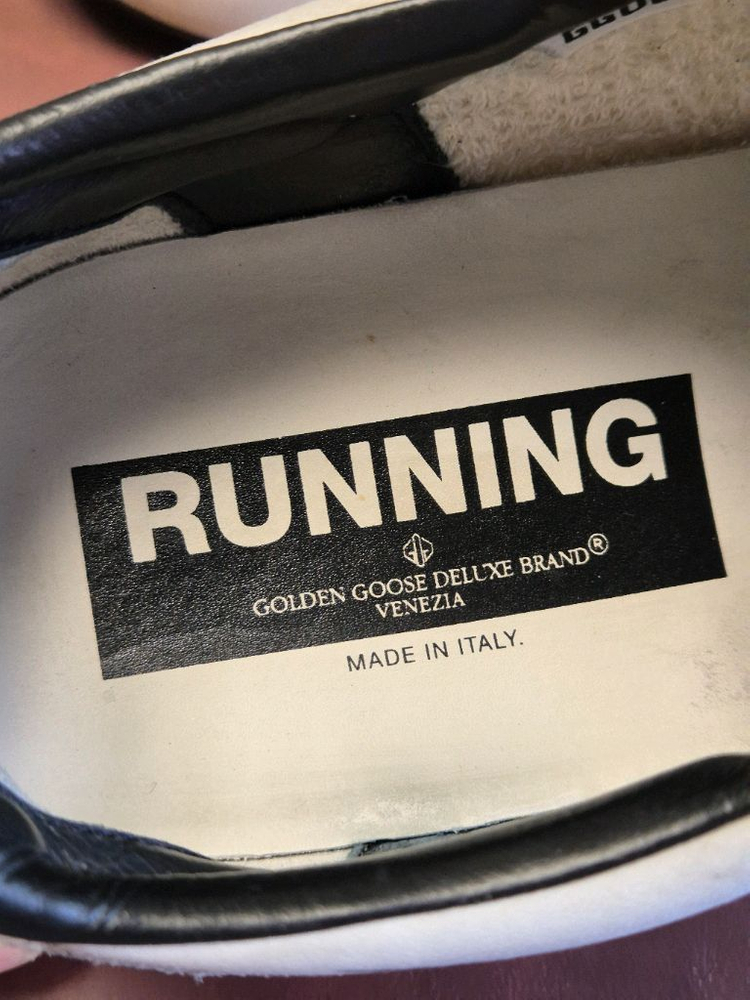 RUNNING
GOLDEN GOOSE DELUXE BRAND®
VENEZIA
MADE IN ITALY.